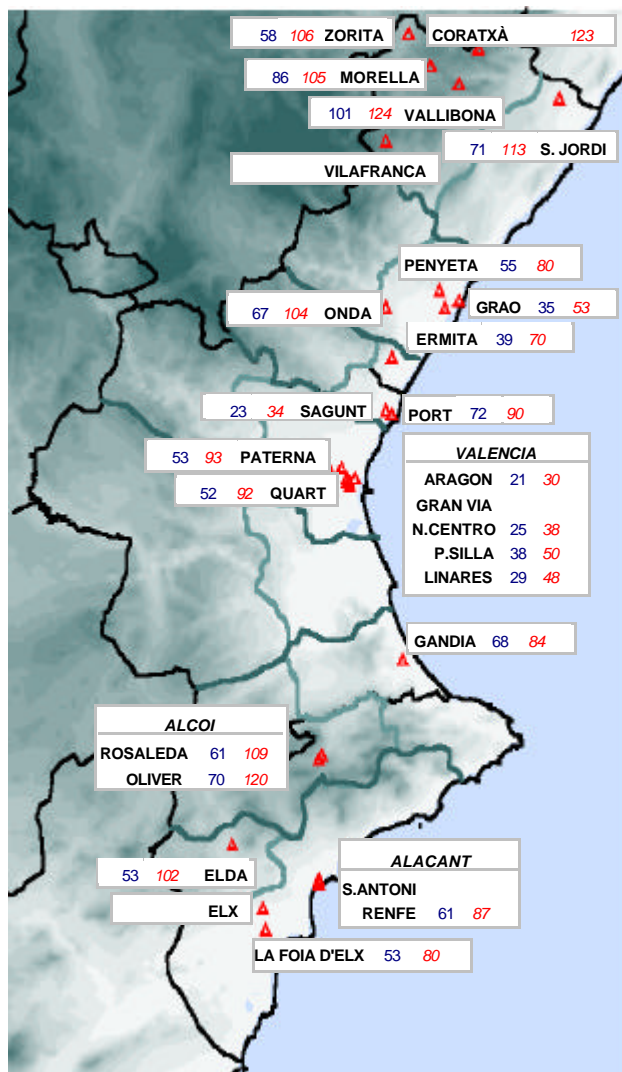 58 106 ZORITA
CORATXÀ 123
86 105 MORELLA
101 124 VALLIBONA
71 113 S. JORDI
VILAFRANCA
PENYETA 55 80
67 104 ONDA
GRAO 35 53
ERMITA 39 70
23 34 SAGUNT
PORT 72 90
53 93 PATERNA
52 92 QUART
VALENCIA
ARAGON 21 30
GRAN VIA
N.CENTRO 25 38
P.SILLA 38 50
LINARES 29 48
GANDIA 68 84
ALCOI
ROSALEDA 61 109
OLIVER 70 120
53 102 ELDA
ELX
ALACANT
S.ANTONI
RENFE 61 87
LA FOIA D'ELX 53 80